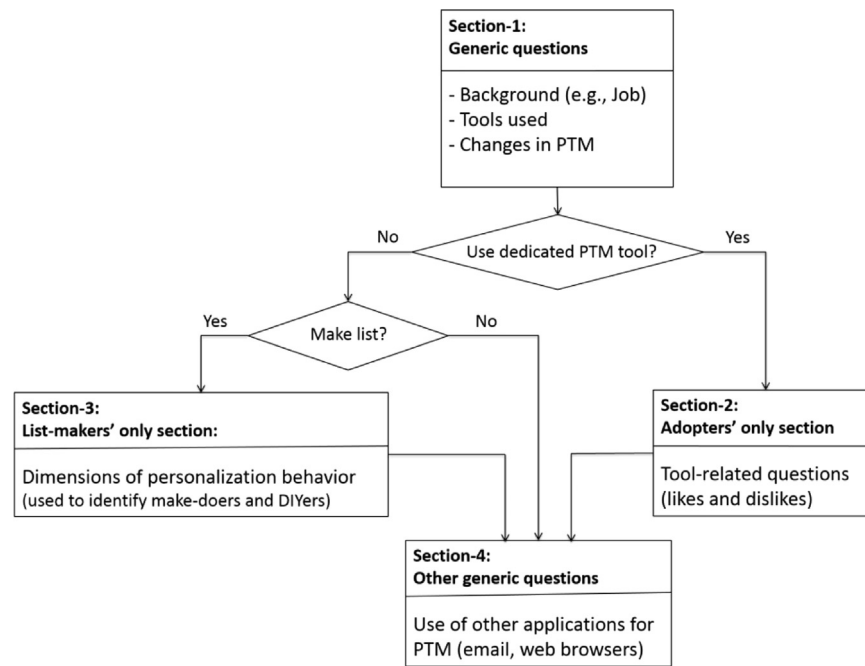 Section-1:
Generic questions
- Background (e.g., Job)
- Tools used
- Changes in PTM
No
Use dedicated PTM tool?
Yes
Yes
Make list?
No
Section-3:
List-makers’ only section:
Dimensions of personalization behavior
(used to identify make-doers and DIYers)
Section-2:
Adopters’ only section
Tool-related questions
(likes and dislikes)
Section-4:
Other generic questions
Use of other applications for
PTM (email, web browsers)